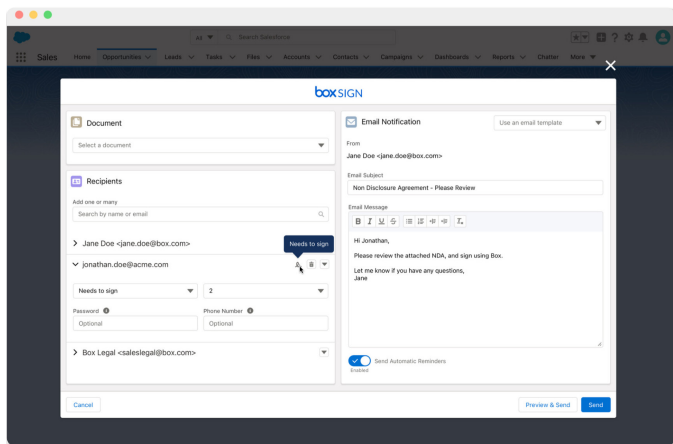 All
Search Salesforce
Sales Home Opportunities Leads Tasks Files Accounts Contacts Campaigns Dashboards Reports Chatter More
box SIGN
Document
Select a document
Recipients
Add one or many
Search by name or email
Jane Doe <jane.doe@box.com>
Needs to sign
jonathan.doe@acme.com
Needs to sign
2
Password
Phone Number
Optional
Optional
Box Legal <saleslegal@box.com>
Email Notification
Use an email template
From
Jane Doe <jane.doe@box.com>
Email Subject
Non Disclosure Agreement - Please Review
Email Message
B I U S
Hi Jonathan,
Please review the attached NDA, and sign using Box.
Let me know if you have any questions,
Jane
Send Automatic Reminders
Enabled
Cancel
Preview & Send
Send